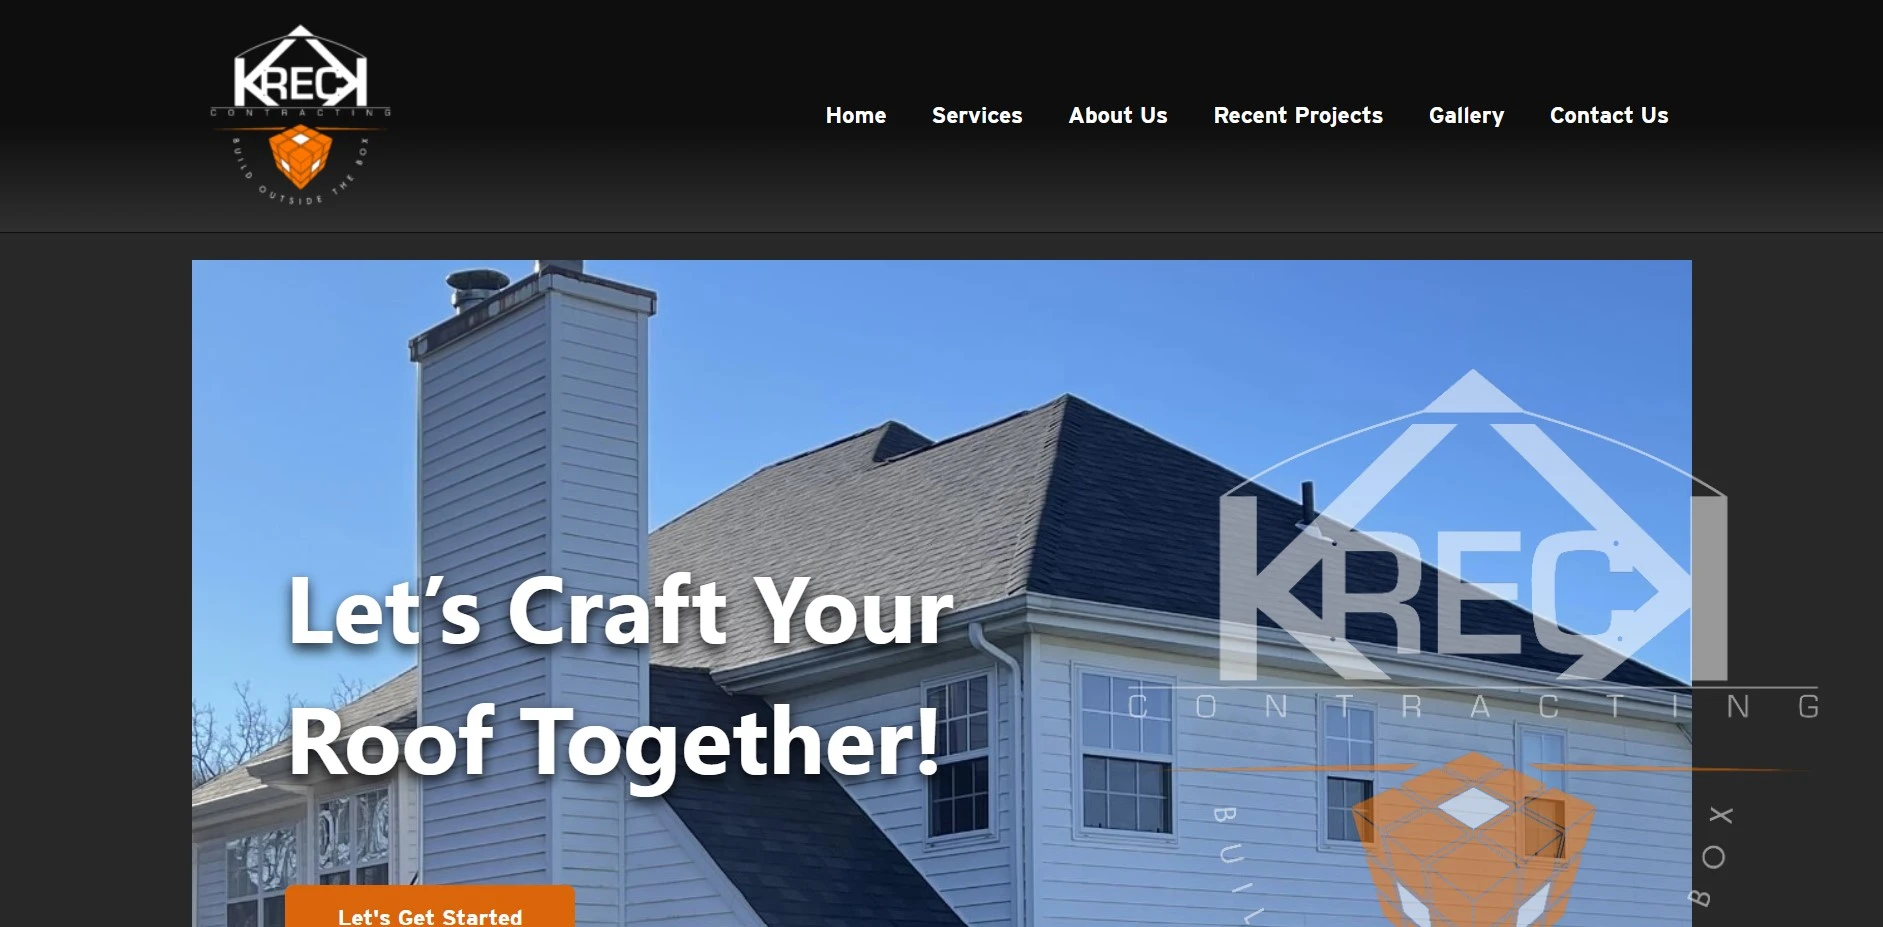 KRECK
CONTRACTING
BUILD OUTSIDE THE BOX
Home
Services
About Us
Recent Projects
Gallery
Contact Us
Let’s Craft Your
Roof Together!
Let's Get Started
KRECK
CONTRACTING
BUIL
BOX